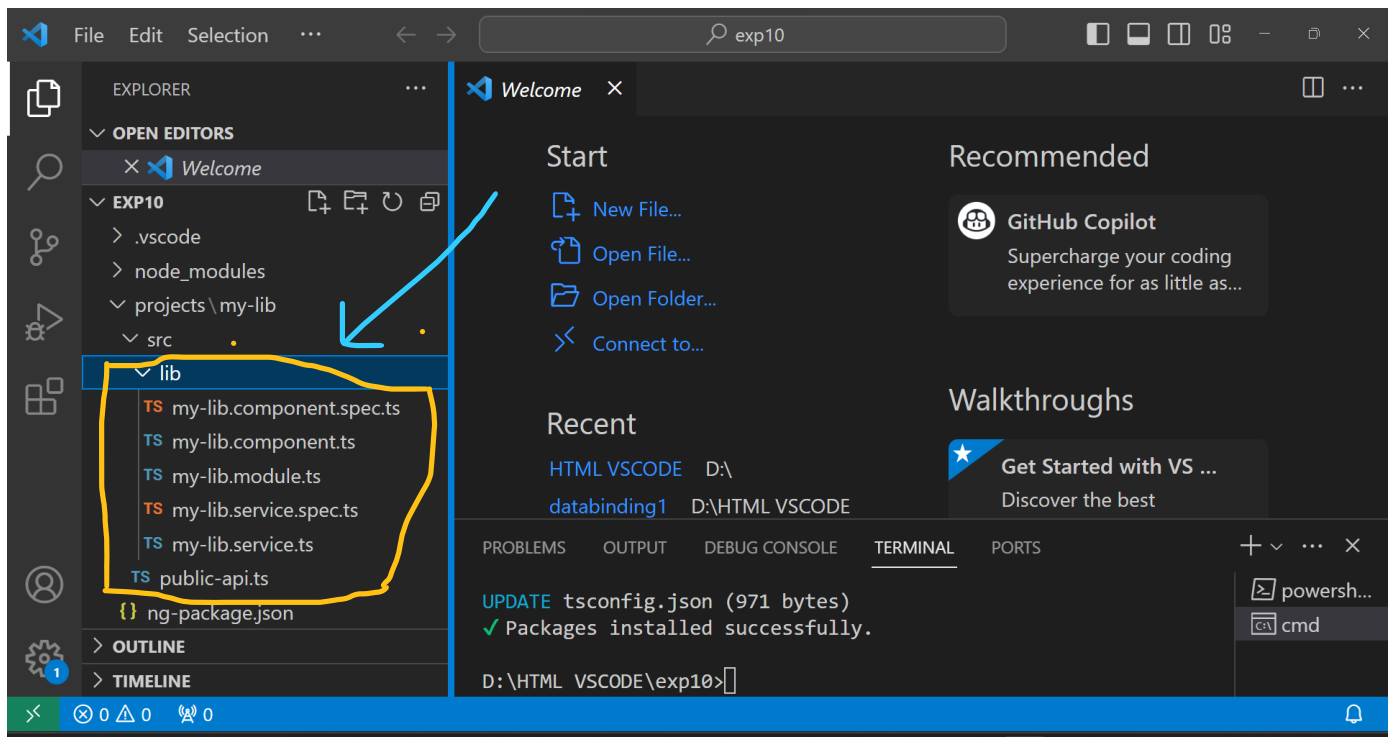 File Edit Selection ··· exp10
EXPLORER ···
OPEN EDITORS
Welcome
EXP10
.vscode
node_modules
projects\my-lib
src
lib
TS my-lib.component.spec.ts
TS my-lib.component.ts
TS my-lib.module.ts
TS my-lib.service.spec.ts
TS my-lib.service.ts
TS public-api.ts
{} ng-package.json
OUTLINE
TIMELINE
1
Welcome
Start
New File...
Open File...
Open Folder...
Connect to...
Recent
HTML VSCODE D:\
databinding1 D:\HTML VSCODE
Recommended
GitHub Copilot
Supercharge your coding
experience for as little as...
Walkthroughs
Get Started with VS ...
Discover the best
PROBLEMS OUTPUT DEBUG CONSOLE TERMINAL PORTS
UPDATE tsconfig.json (971 bytes)
✓ Packages installed successfully.
D:\HTML VSCODE\exp10>
powersh...
cmd
0 0 0